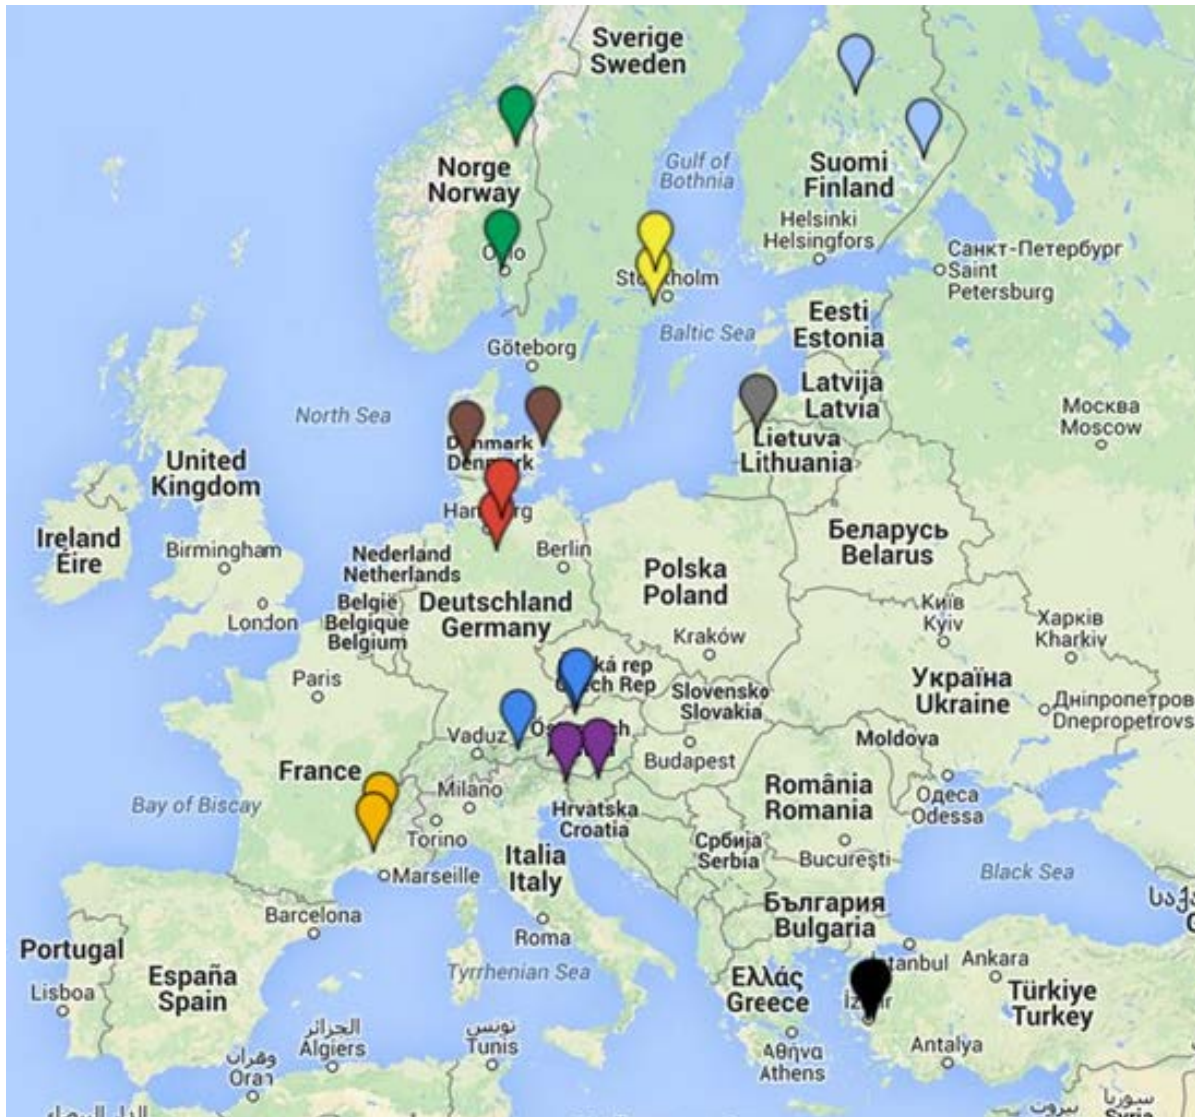 Sverige
Sweden
Norge
Norway
Gulf of
Bothnia
Suomi
Finland
Helsinki
Helsingfors
Санкт-Петербург
Saint
Petersburg
Eesti
Estonia
Baltic Sea
Göteborg
Latvija
Latvia
Москва
Moscow
North Sea
Lietuva
Lithuania
United
Kingdom
Ireland
Éire
Birmingham
London
Nederland
Netherlands
Berlin
België
Belgique
Belgium
Deutschland
Germany
Polska
Poland
Беларусь
Belarus
Київ
Kyiv
Харків
Kharkiv
Kraków
Paris
Slovensko
Slovakia
Україна
Ukraine
Дніпропетров
Dnepropetrovs
Vaduz
Budapest
Moldova
France
Milano
Bay of Biscay
Torino
Marseille
Hrvatska
Croatia
România
Romania
Одеса
Odessa
Србија
Serbia
București
Italia
Italy
Black Sea
Barcelona
Roma
България
Bulgaria
Portugal
Lisboa
España
Spain
Tyrrhenian Sea
Ελλάς
Greece
Αθήνα
Athens
Ankara
Türkiye
Turkey
Antalya
الجزائر
Algiers
تونس
Tunis
وهران
Oran
سوريا
بيروت